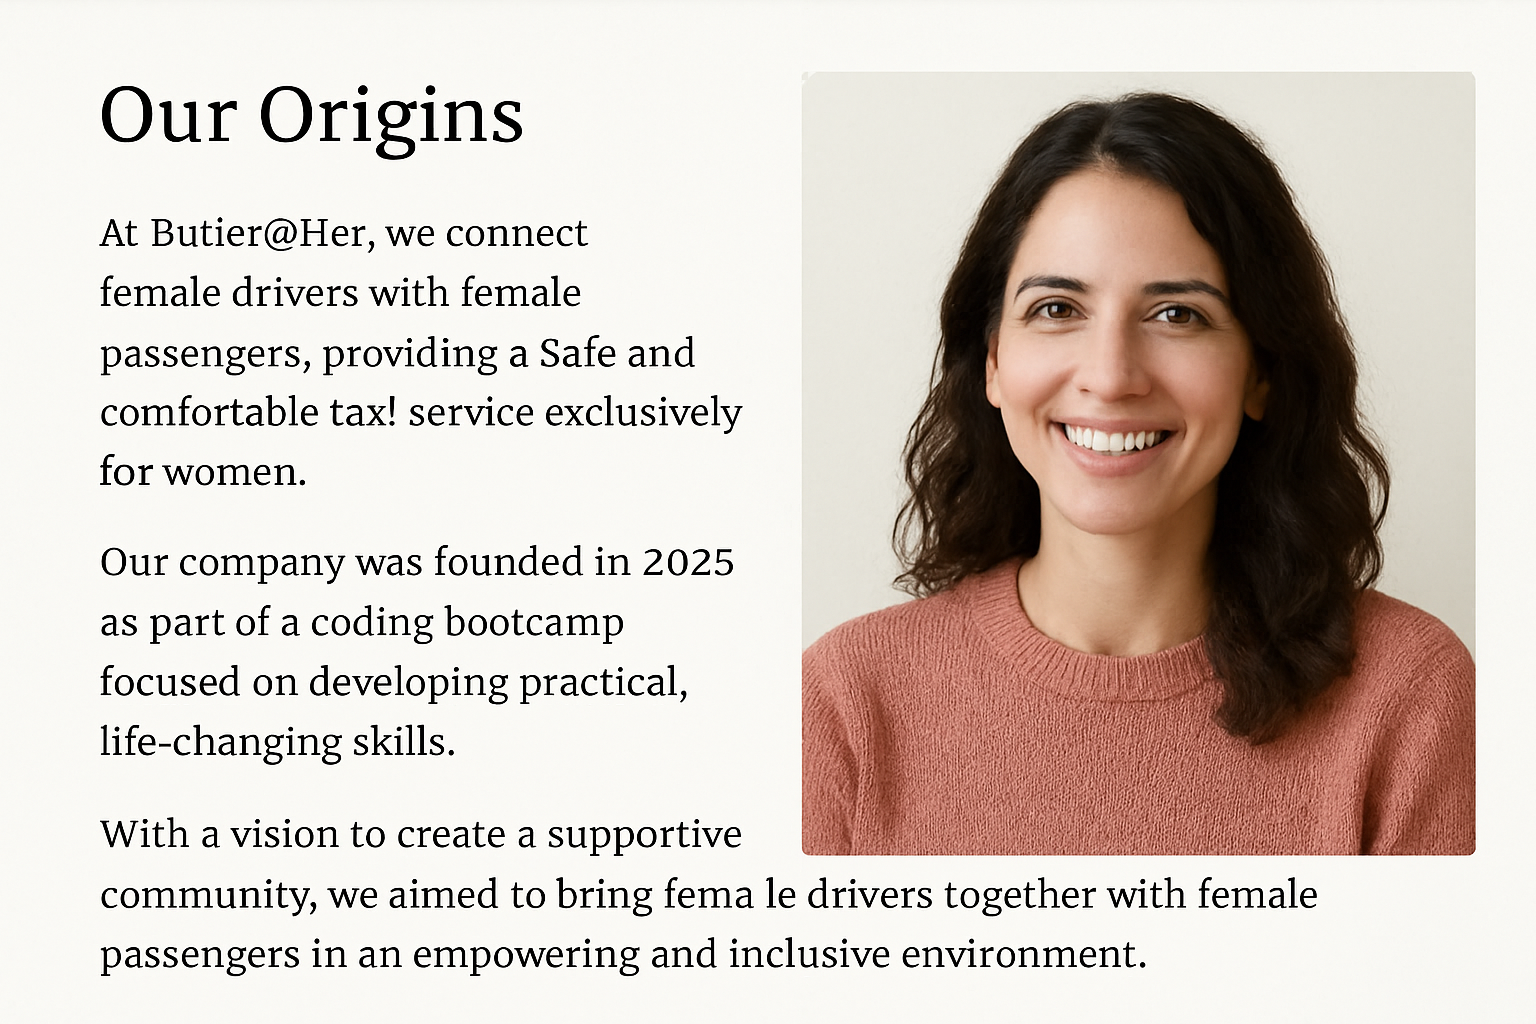 Our Origins
At Butier@Her, we connect
female drivers with female
passengers, providing a Safe and
comfortable tax! service exclusively
for women.
Our company was founded in 2025
as part of a coding bootcamp
focused on developing practical,
life-changing skills.
With a vision to create a supportive
community, we aimed to bring fema le drivers together with female
passengers in an empowering and inclusive environment.